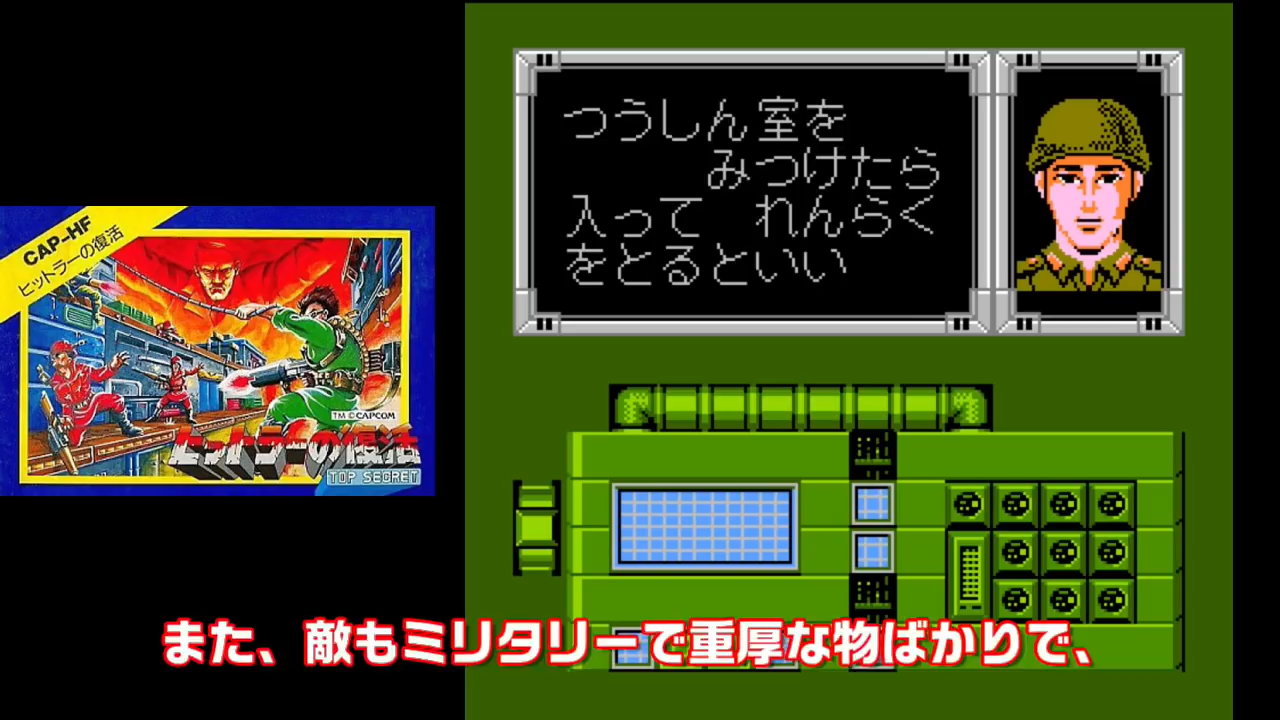 CAP-HF
ヒットラーの復活
TM © CAPCOM
ヒットラーの復活
TOP SECRET
つうしん室を
みつけたら
入って れんらく
をとるといい
また、敵もミリタリーで重厚な物ばかりで、